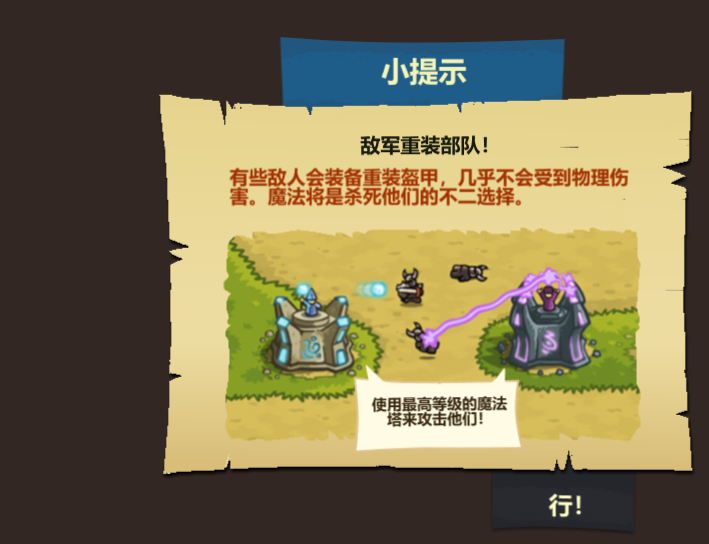 小提示
敌军重装部队！
有些敌人会装备重装盔甲，几乎不会受到物理伤
害。魔法将是杀死他们的不二选择。
使用最高等级的魔法
塔来攻击他们！
行！